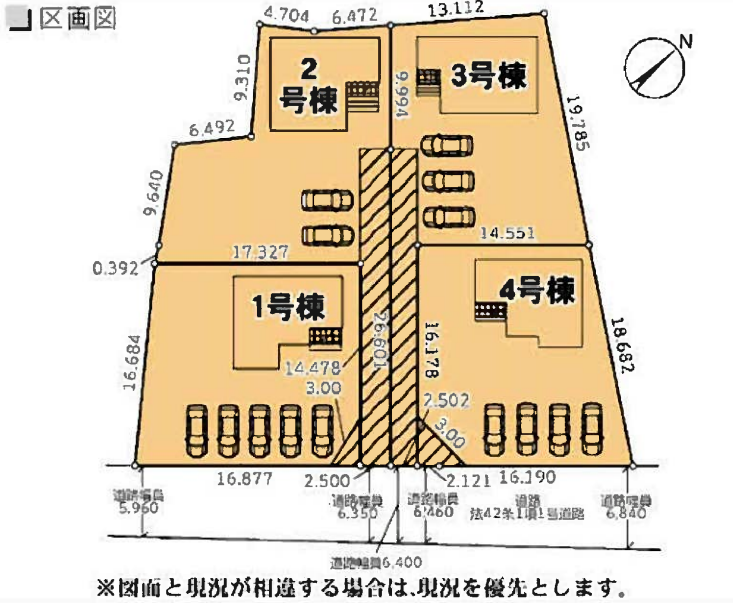 区画図
4.704
6.472
13.112
N
2
号棟
3号棟
9.310
9.994
19.785
6.492
9.640
17.327
14.551
0.392
1号棟
4号棟
26.601
16.684
14.478
16.178
18.682
3.00
2.502
3.00
16.877
2.500
2.121
16.190
道路幅員
5,960
道路幅員
6,350
道路幅員
6,460
道路
法42条1項1号道路
道路幅員
6,840
道路幅員6,400
※図面と現況が相違する場合は、現況を優先とします。